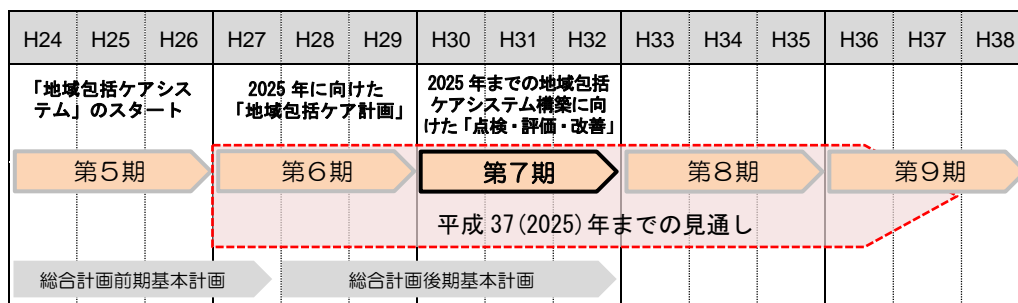 H24 H25 H26 H27 H28 H29 H30 H31 H32 H33 H34 H35 H36 H37 H38
「地域包括ケアシス
テム」のスタート
2025 年に向けた
「地域包括ケア計画」
2025 年までの地域包括
ケアシステム構築に向
けた「点検・評価・改善」
第5期 第6期 第7期 第8期 第9期
平成 37(2025)年までの見通し
総合計画前期基本計画 総合計画後期基本計画